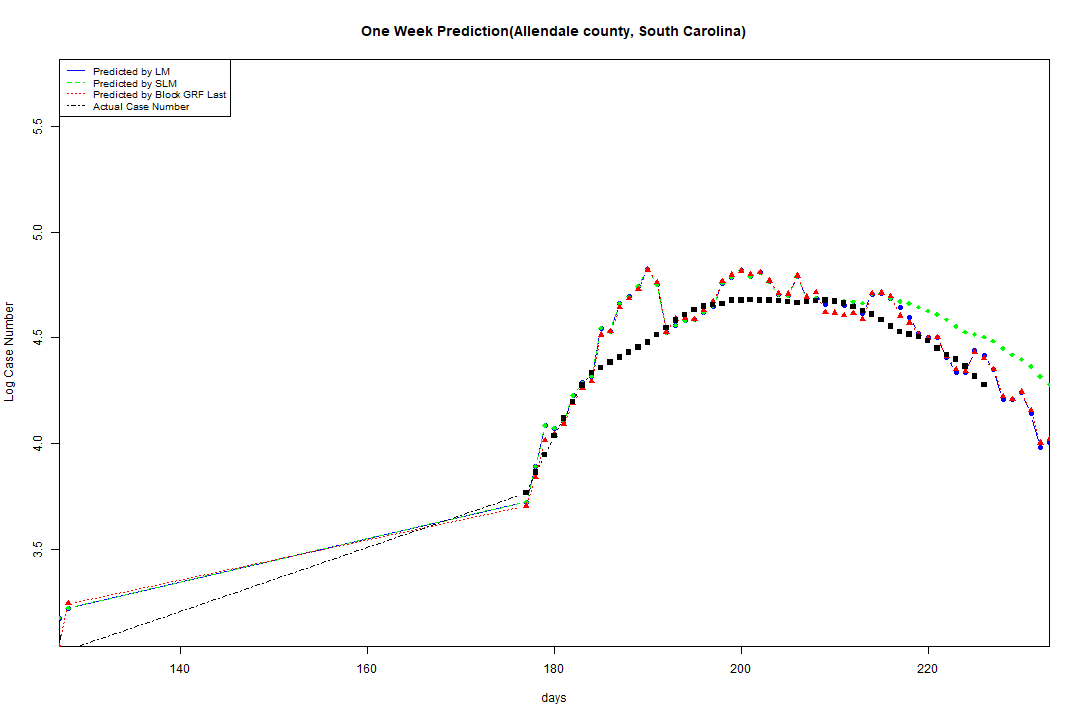 One Week Prediction(Allendale county, South Carolina)
Predicted by LM
Predicted by SLM
Predicted by Block GRF Last
Actual Case Number
5.5
5.0
4.5
4.0
3.5
Log Case Number
140 160 180 200 220
days